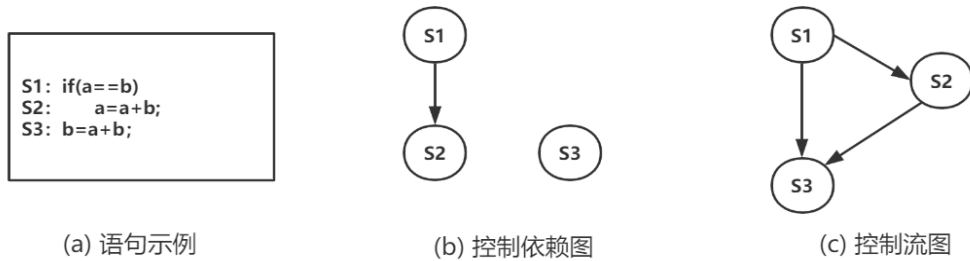 S1: if(a==b)
S2:     a=a+b;
S3: b=a+b;
(a) 语句示例
S1
S2
S3
(b) 控制依赖图
S1
S2
S3
(c) 控制流图